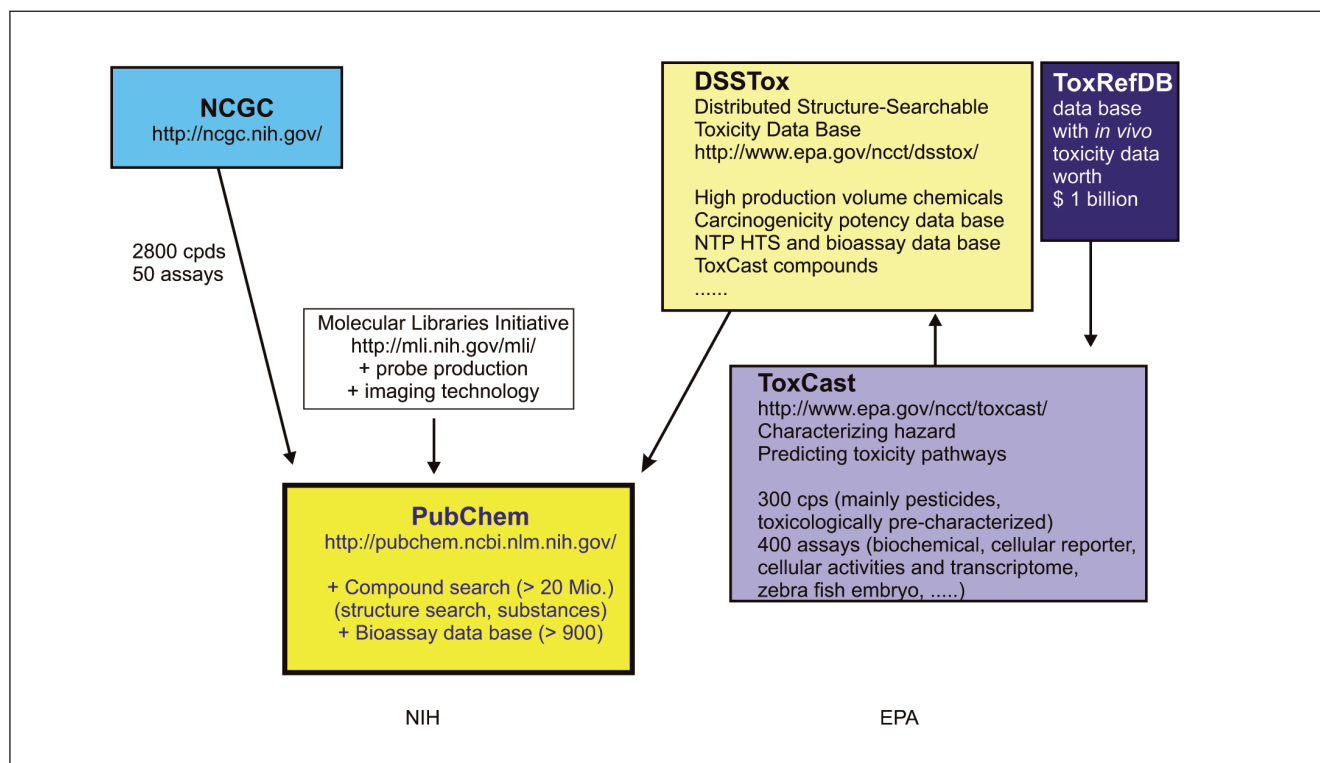 NCGC
http://ncgc.nih.gov/
2800 cpds
50 assays
Molecular Libraries Initiative
http://mli.nih.gov/mli/
+ probe production
+ imaging technology
PubChem
http://pubchem.ncbi.nlm.nih.gov/
+ Compound search (> 20 Mio.)
(structure search, substances)
+ Bioassay data base (> 900)
NIH
DSSTox
Distributed Structure-Searchable
Toxicity Data Base
http://www.epa.gov/ncct/dsstox/
High production volume chemicals
Carcinogenicity potency data base
NTP HTS and bioassay data base
ToxCast compounds
......
ToxRefDB
data base
with in vivo
toxicity data
worth
$ 1 billion
ToxCast
http://www.epa.gov/ncct/toxcast/
Characterizing hazard
Predicting toxicity pathways
300 cps (mainly pesticides,
toxicologically pre-characterized)
400 assays (biochemical, cellular reporter,
cellular activities and transcriptome,
zebra fish embryo, .....)
EPA